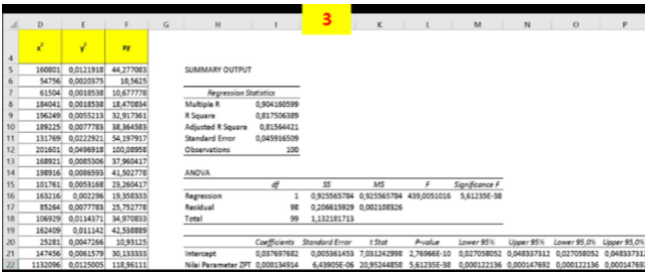 3
D E F G H I K L M N O P
x² y² xy
4
5 160801 0,0121918 44,277083 SUMMARY OUTPUT
6 54756 0,0020375 10,5625
7 61504 0,0018538 10,677778 Regression Statistics
8 184041 0,0018538 18,470834 Multiple R 0,904160599
9 196249 0,0055213 32,917361 R Square 0,817506389
10 189225 0,0077783 38,364583 Adjusted R Square 0,81564421
11 131769 0,0222921 54,197917 Standard Error 0,045916509
12 201601 0,0496918 100,08958 Observations 100
13 168921 0,0085306 37,960417
14 198916 0,0086593 41,502778 ANOVA
15 101761 0,0053168 23,260417 df SS MS F Significance F
16 163216 0,002296 19,358333 Regression 1 0,925565784 0,925565784 439,0051016 5,61235E-38
17 85264 0,0077783 25,752778 Residual 98 0,206615929 0,002108326
18 106929 0,0114371 34,970833 Total 99 1,132181713
19 162409 0,011142 42,538889
20 25281 0,0047266 10,93125 Coefficients Standard Error t Stat P-value Lower 95% Upper 95% Lower 95,0% Upper 95,0%
21 147456 0,0061579 30,133333 Intercept 0,037697682 0,005361453 7,031242998 2,76966E-10 0,027058052 0,048337312 0,027058052 0,04833731
22 1132096 0,0125005 118,96111 Nilai Parameter ZPT 0,000134914 6,43905E-06 20,95244858 5,61235E-38 0,000122136 0,000147692 0,000122136 0,00014769